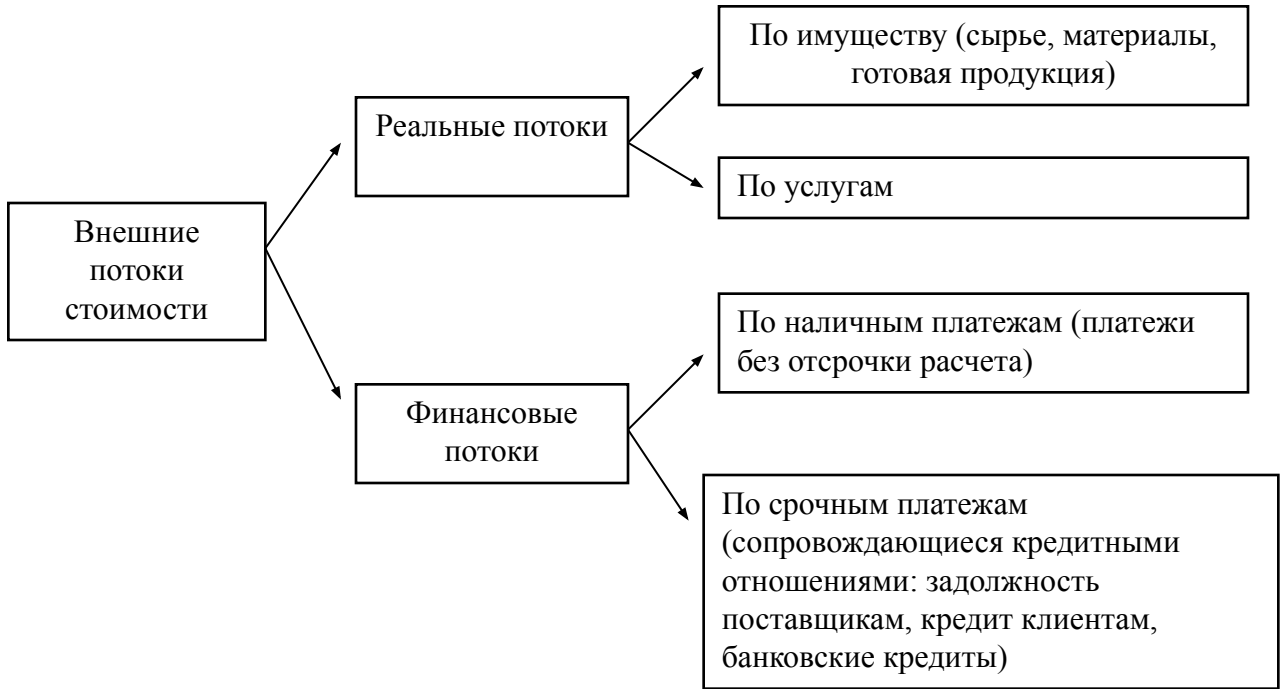 Внешние
потоки
стоимости
Реальные потоки
По имуществу (сырье, материалы,
готовая продукция)
По услугам
Финансовые
потоки
По наличным платежам (платежи
без отсрочки расчета)
По срочным платежам
(сопровождающиеся кредитными
отношениями: задолжность
поставщикам, кредит клиентам,
банковские кредиты)